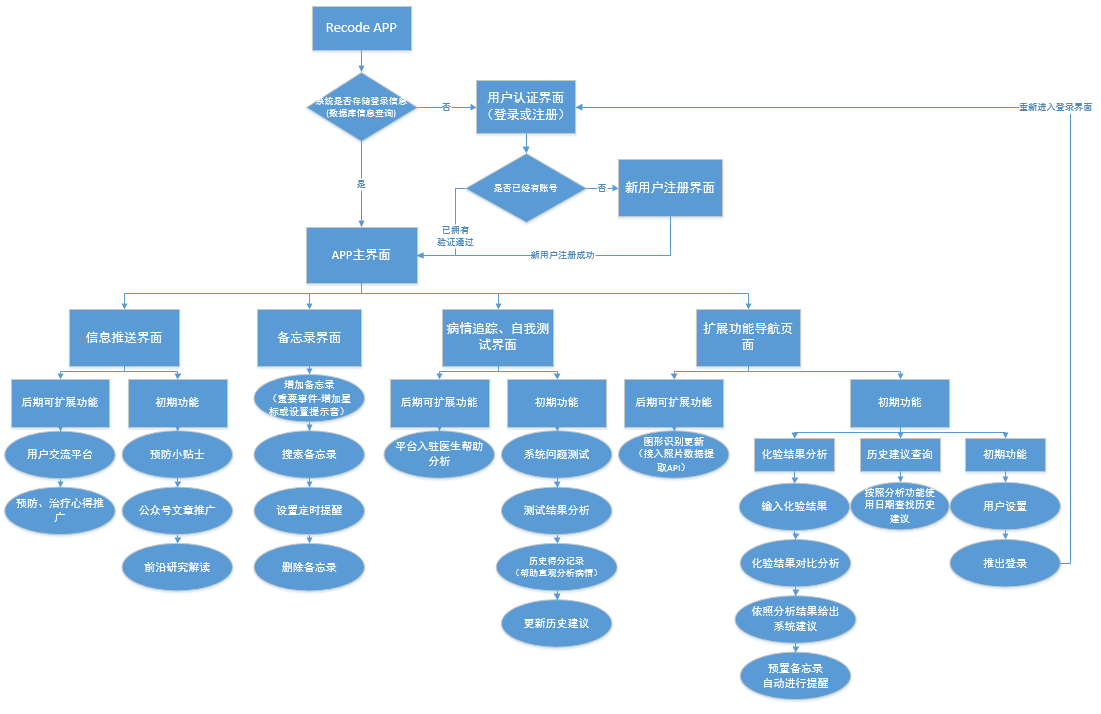 Recode APP
系统是否存储登录信息
(数据库信息查询)
否
用户认证界面
（登录或注册）
重新进入登录界面
是
是否已经有账号
否
新用户注册界面
已拥有
验证通过
新用户注册成功
APP主界面
信息推送界面
备忘录界面
病情追踪、自我测
试界面
扩展功能导航页
面
后期可扩展功能
初期功能
增加备忘录
（重要事件-增加星
标或设置提示音）
后期可扩展功能
初期功能
后期可扩展功能
初期功能
用户交流平台
预防小贴士
搜索备忘录
平台入驻医生帮助
分析
系统问题测试
图形识别更新
（接入照片数据提
取API）
化验结果分析
历史建议查询
初期功能
预防、治疗心得推
广
公众号文章推广
设置定时提醒
测试结果分析
输入化验结果
按照分析功能使
用日期查找历史
建议
用户设置
前沿研究解读
删除备忘录
历史得分记录
（帮助直观分析病情）
化验结果对比分析
推出登录
更新历史建议
依照分析结果给出
系统建议
预置备忘录
自动进行提醒